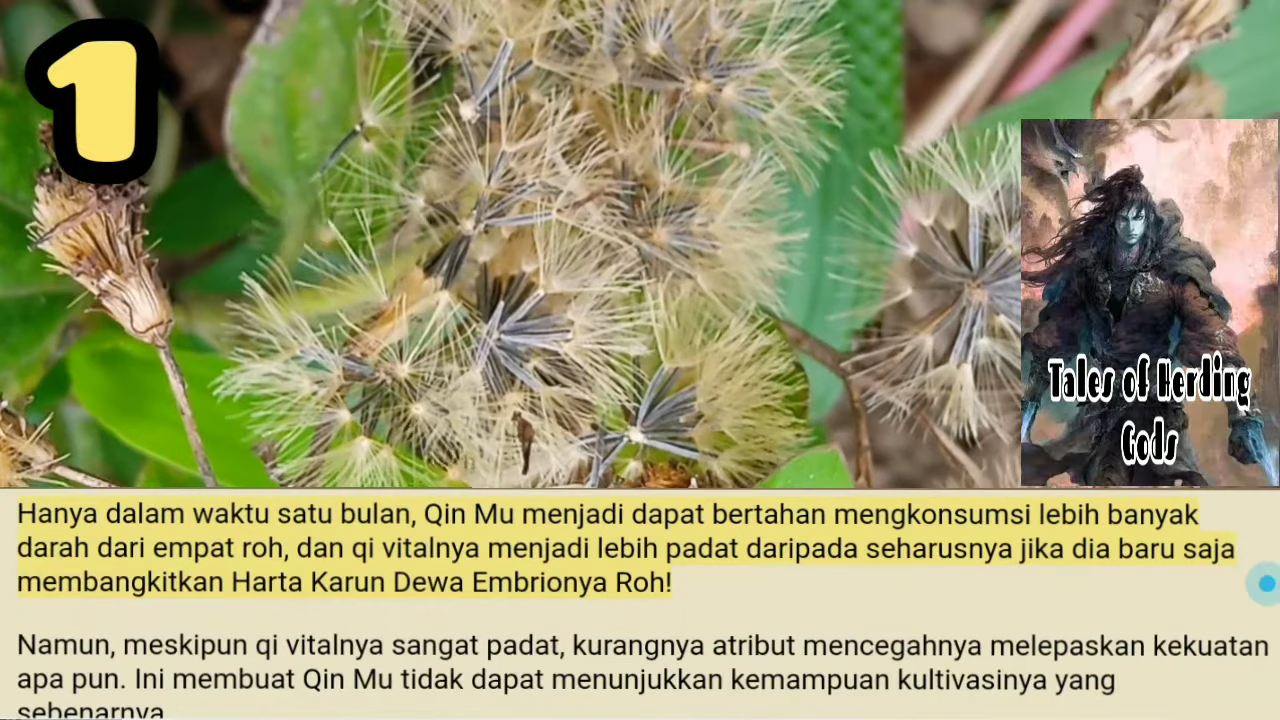 1
Tales of Herding
Gods
Hanya dalam waktu satu bulan, Qin Mu menjadi dapat bertahan mengkonsumsi lebih banyak
darah dari empat roh, dan qi vitalnya menjadi lebih padat daripada seharusnya jika dia baru saja
membangkitkan Harta Karun Dewa Embrionya Roh!
Namun, meskipun qi vitalnya sangat padat, kurangnya atribut mencegahnya melepaskan kekuatan
apa pun. Ini membuat Qin Mu tidak dapat menunjukkan kemampuan kultivasinya yang
sebenarnya